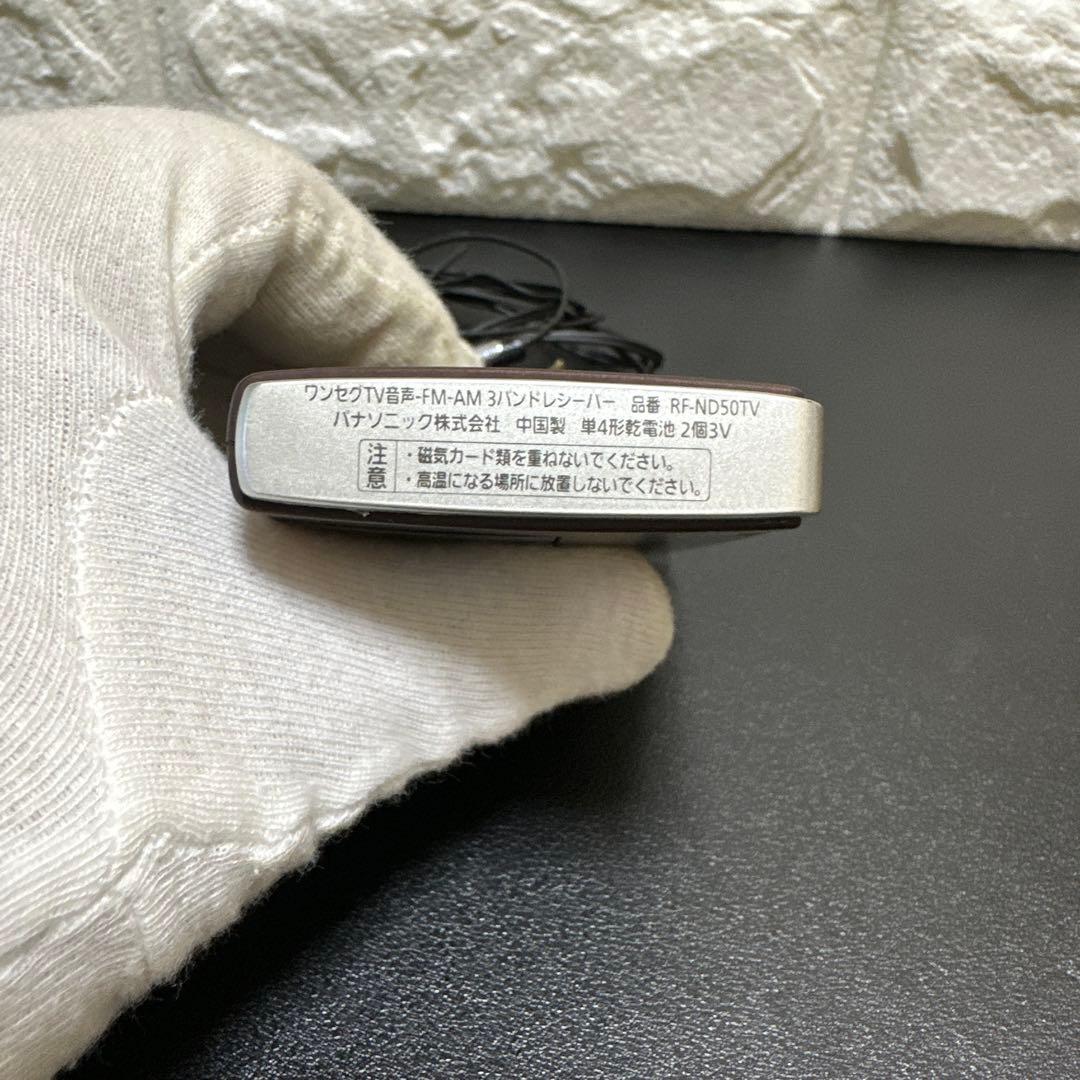 ワンセグTV音声-FM-AM 3バンドレシーバー 品番 RF-ND50TV
パナソニック株式会社 中国製 単4形乾電池 2個3V
注意
・磁気カード類を重ねないでください。
・高温になる場所に放置しないでください。